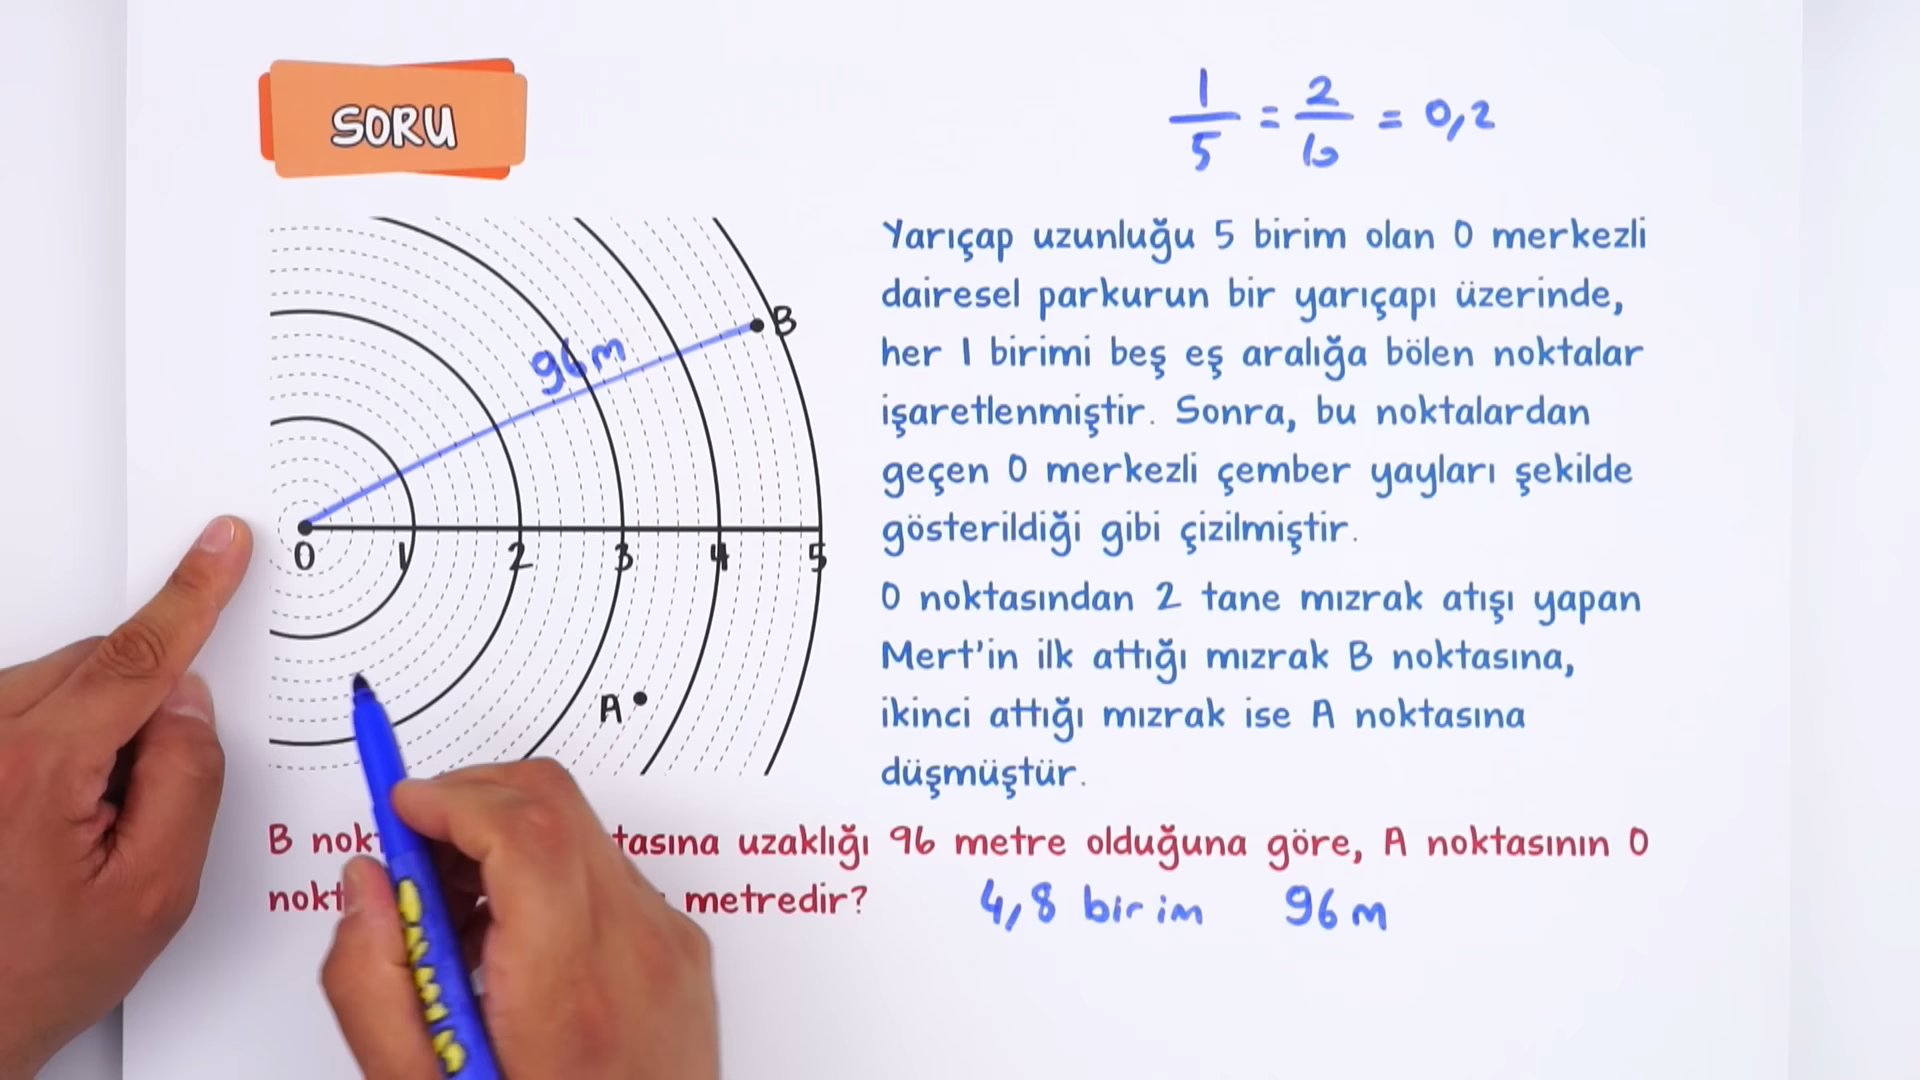 SORU
1/5 = 2/10 = 0,2
Yarıçap uzunluğu 5 birim olan O merkezli
dairesel parkurun bir yarıçapı üzerinde,
her 1 birimi beş eş aralığa bölen noktalar
işaretlenmiştir. Sonra, bu noktalardan
geçen O merkezli çember yayları şekilde
gösterildiği gibi çizilmiştir.
O noktasından 2 tane mızrak atışı yapan
Mert'in ilk attığı mızrak B noktasına,
ikinci attığı mızrak ise A noktasına
düşmüştür.
96m
B
O 1 2 3 4 5
A
B nok tasına uzaklığı 96 metre olduğuna göre, A noktasının O
nok metredir?
4,8 birim 96 m